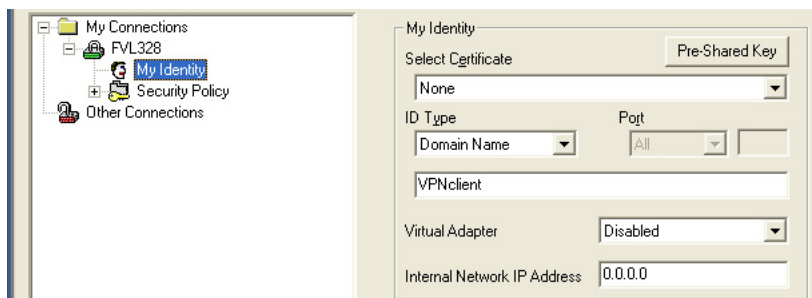 My Connections
FVL328
My Identity
Security Policy
Other Connections
My Identity
Select Certificate
Pre-Shared Key
None
ID Type
Port
Domain Name
All
VPNclient
Virtual Adapter
Disabled
Internal Network IP Address
0.0.0.0